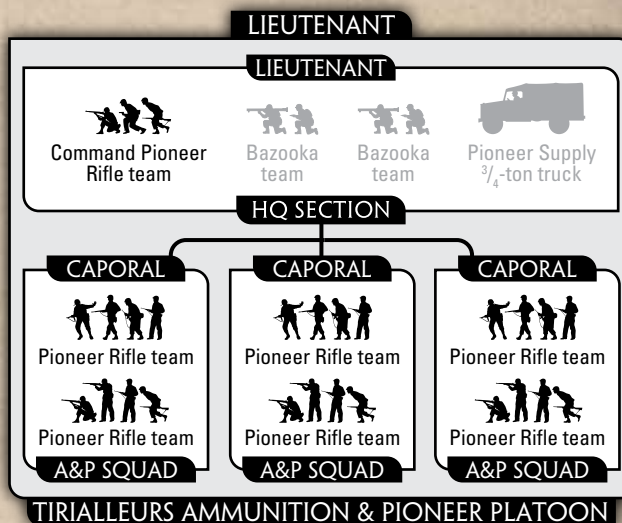 LIEUTENANT
LIEUTENANT
Command Pioneer
Rifle team
Bazooka
team
Bazooka
team
Pioneer Supply
3/4-ton truck
HQ SECTION
CAPORAL
Pioneer Rifle team
Pioneer Rifle team
A&P SQUAD
CAPORAL
Pioneer Rifle team
Pioneer Rifle team
A&P SQUAD
CAPORAL
Pioneer Rifle team
Pioneer Rifle team
A&P SQUAD
TIRIALLEURS AMMUNITION & PIONEER PLATOON